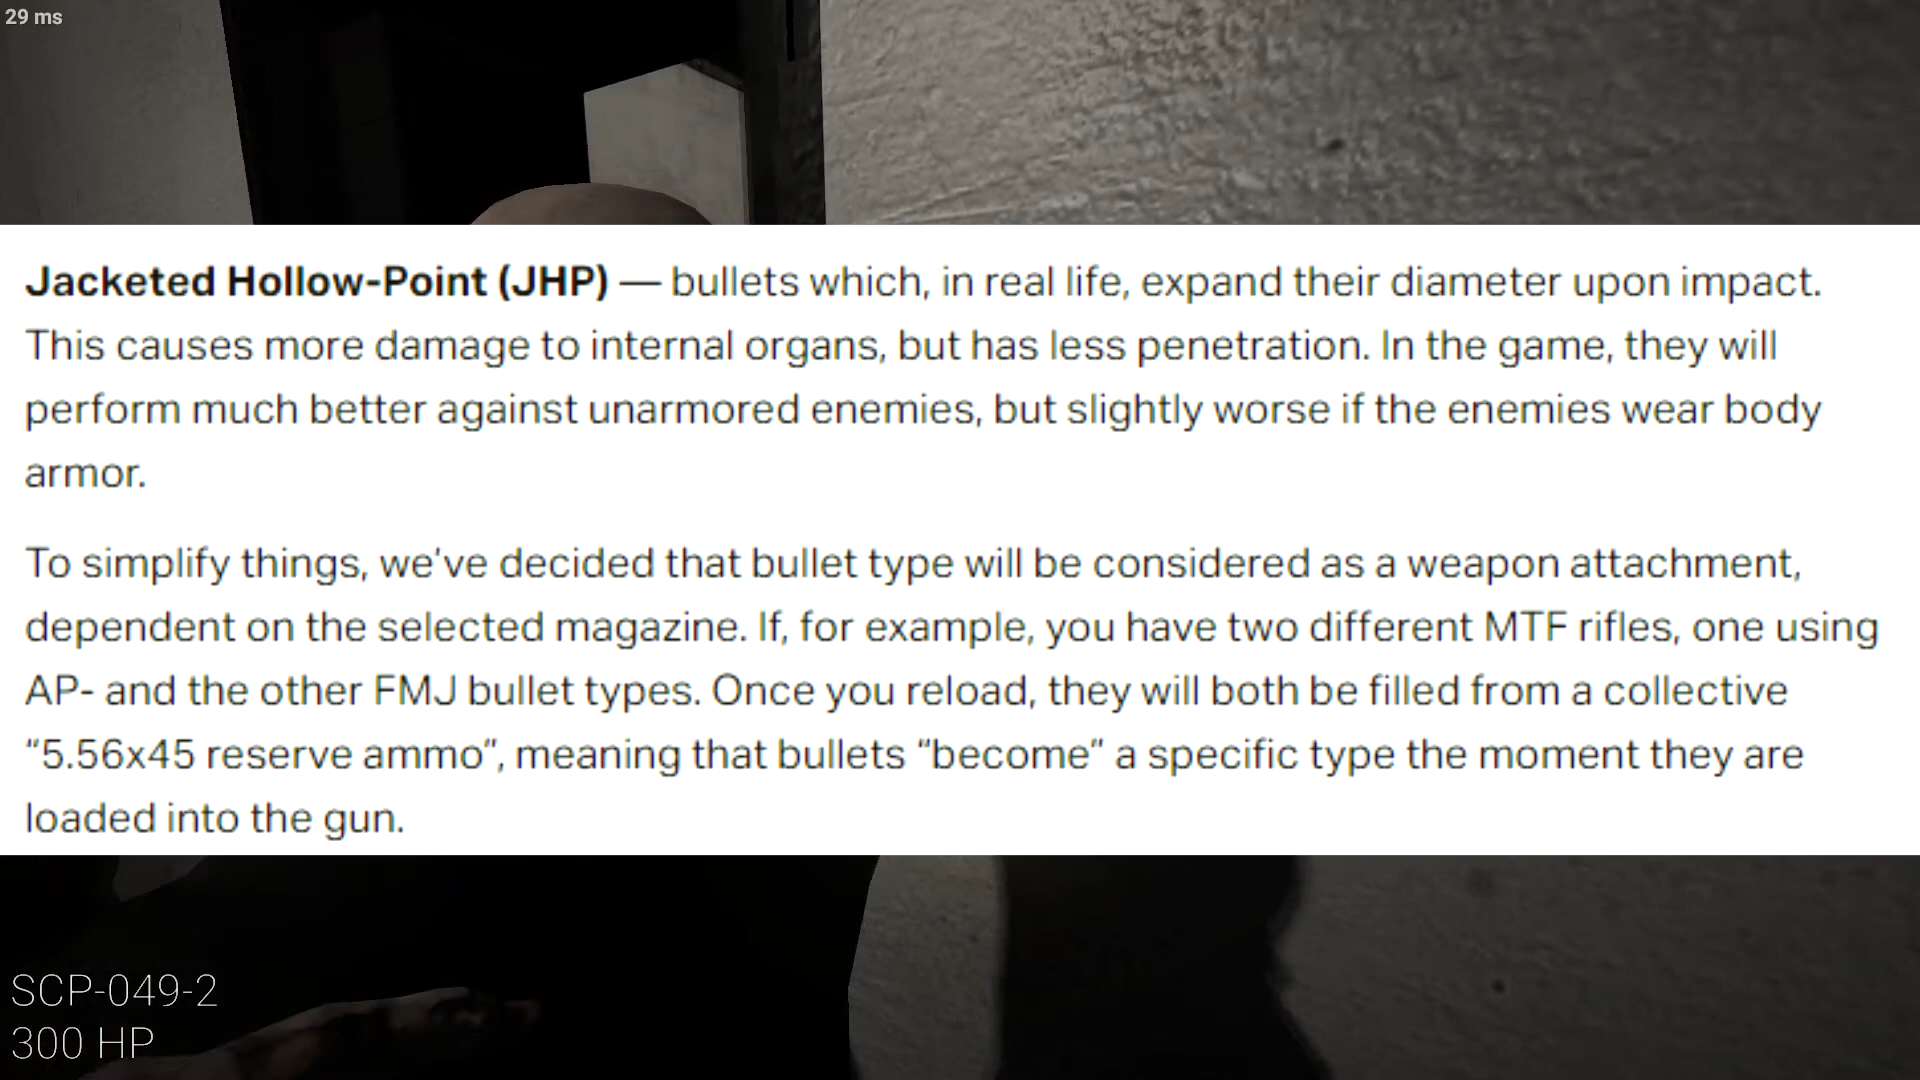 29 ms
Jacketed Hollow-Point (JHP) — bullets which, in real life, expand their diameter upon impact.
This causes more damage to internal organs, but has less penetration. In the game, they will
perform much better against unarmored enemies, but slightly worse if the enemies wear body
armor.
To simplify things, we've decided that bullet type will be considered as a weapon attachment,
dependent on the selected magazine. If, for example, you have two different MTF rifles, one using
AP- and the other FMJ bullet types. Once you reload, they will both be filled from a collective
“5.56x45 reserve ammo”, meaning that bullets “become” a specific type the moment they are
loaded into the gun.
SCP-049-2
300 HP